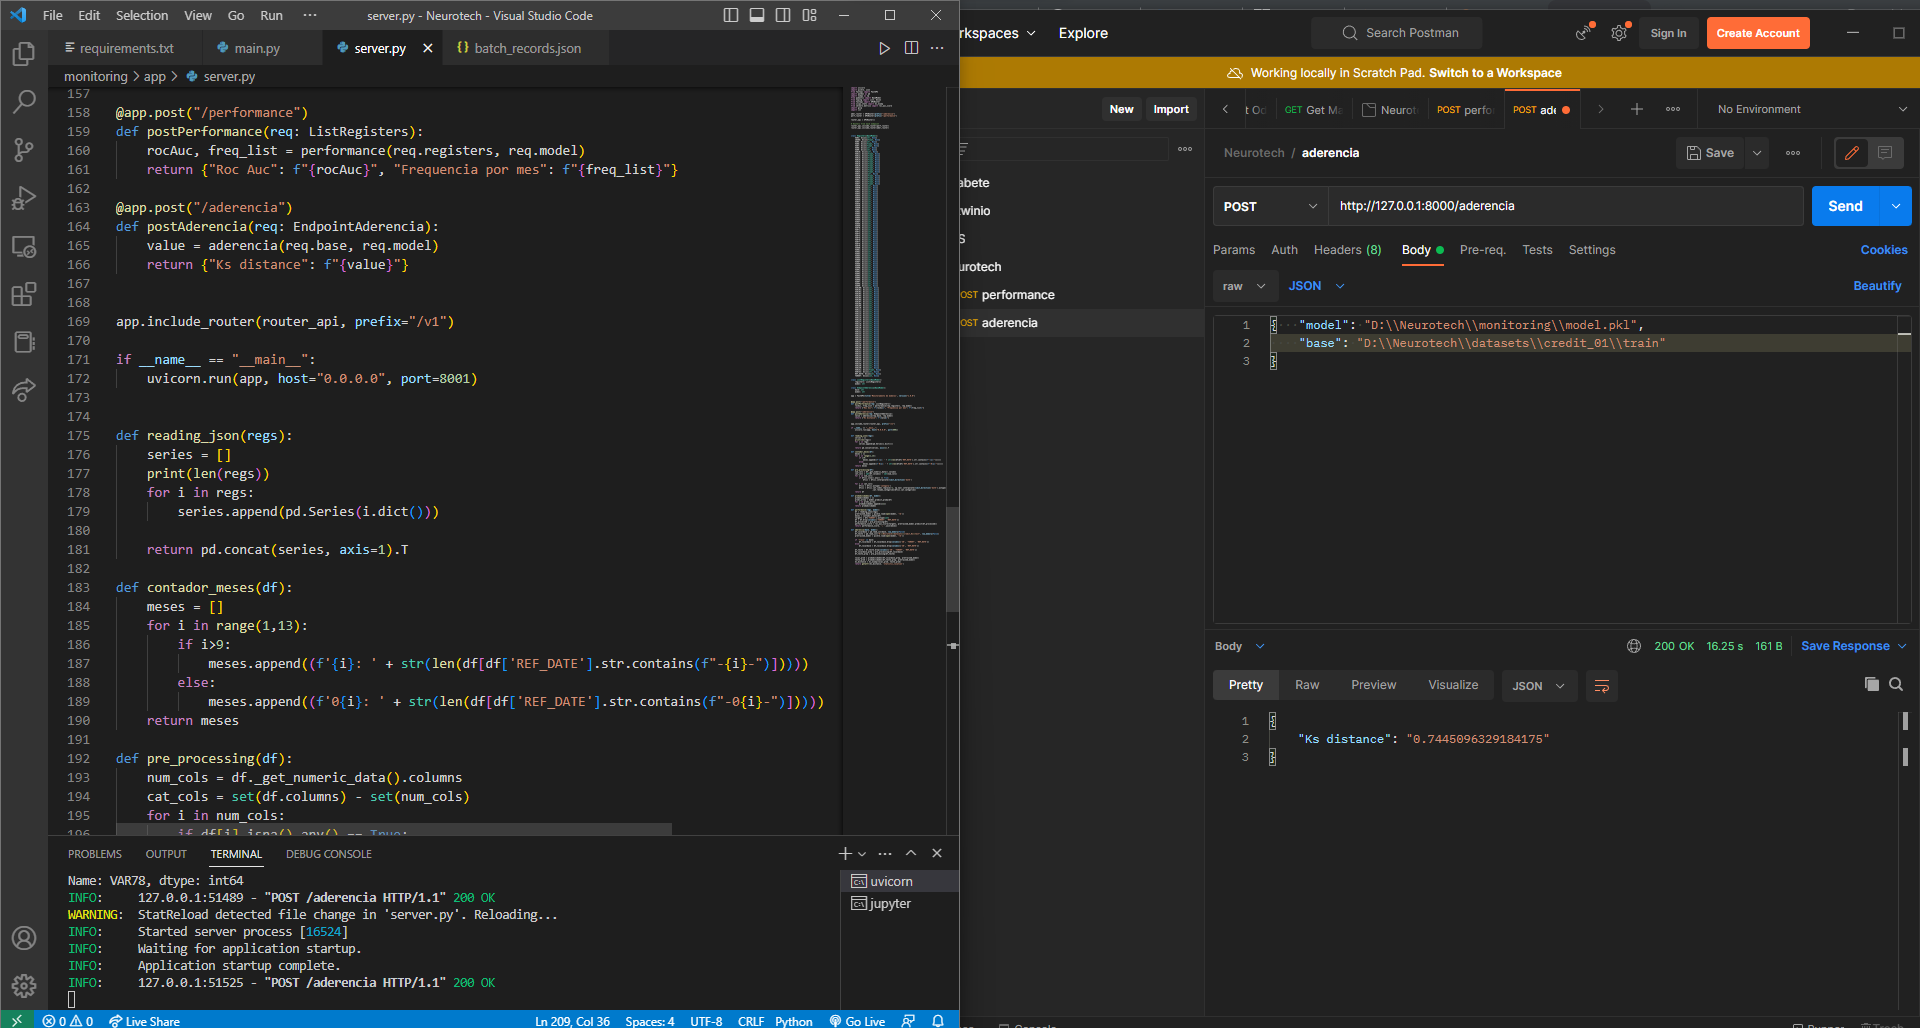 File Edit Selection View Go Run ··· server.py - Neurotech - Visual Studio Code
requirements.txt main.py server.py batch_records.json
monitoring > app > server.py
157
158 @app.post("/performance")
159 def postPerformance(req: ListRegisters):
160 rocAuc, freq_list = performance(req.registers, req.model)
161 return {"Roc Auc": f"{rocAuc}", "Frequencia por mes": f"{freq_list}"}
162
163 @app.post("/aderencia")
164 def postAderencia(req: EndpointAderencia):
165 value = aderencia(req.base, req.model)
166 return {"Ks distance": f"{value}"}
167
168
169 app.include_router(router_api, prefix="/v1")
170
171 if __name__ == "__main__":
172 uvicorn.run(app, host="0.0.0.0", port=8001)
173
174
175 def reading_json(regs):
176 series = []
177 print(len(regs))
178 for i in regs:
179 series.append(pd.Series(i.dict()))
180
181 return pd.concat(series, axis=1).T
182
183 def contador_meses(df):
184 meses = []
185 for i in range(1,13):
186 if i>9:
187 meses.append((f'{i}: ' + str(len(df[df['REF_DATE'].str.contains(f"-{i}-")]))))
188 else:
189 meses.append((f'0{i}: ' + str(len(df[df['REF_DATE'].str.contains(f"-0{i}-")]))))
190 return meses
191
192 def pre_processing(df):
193 num_cols = df._get_numeric_data().columns
194 cat_cols = set(df.columns) - set(num_cols)
195 for i in num_cols:
196 if df[i].isna().any() == True:
PROBLEMS OUTPUT TERMINAL DEBUG CONSOLE
Name: VAR78, dtype: int64
INFO: 127.0.0.1:51489 - "POST /aderencia HTTP/1.1" 200 OK
WARNING: StatReload detected file change in 'server.py'. Reloading...
INFO: Started server process [16524]
INFO: Waiting for application startup.
INFO: Application startup complete.
INFO: 127.0.0.1:51525 - "POST /aderencia HTTP/1.1" 200 OK
uvicorn
jupyter
0 0 Live Share Ln 209, Col 36 Spaces: 4 UTF-8 CRLF Python Go Live
rkspaces Explore Search Postman Sign In Create Account
Working locally in Scratch Pad. Switch to a Workspace
New Import
GET Get Ma Neurot POST perfo POST ade No Environment
Neurotech / aderencia Save
abete
winio
S
urotech
OST performance
OST aderencia
POST http://127.0.0.1:8000/aderencia Send
Params Auth Headers (8) Body Pre-req. Tests Settings Cookies
raw JSON Beautify
1 { "model": "D:\\Neurotech\\monitoring\\model.pkl",
2 "base": "D:\\Neurotech\\datasets\\credit_01\\train"
3 }
Body 200 OK 16.25 s 161 B Save Response
Pretty Raw Preview Visualize JSON
1 {
2 "Ks distance": "0.7445096329184175"
3 }